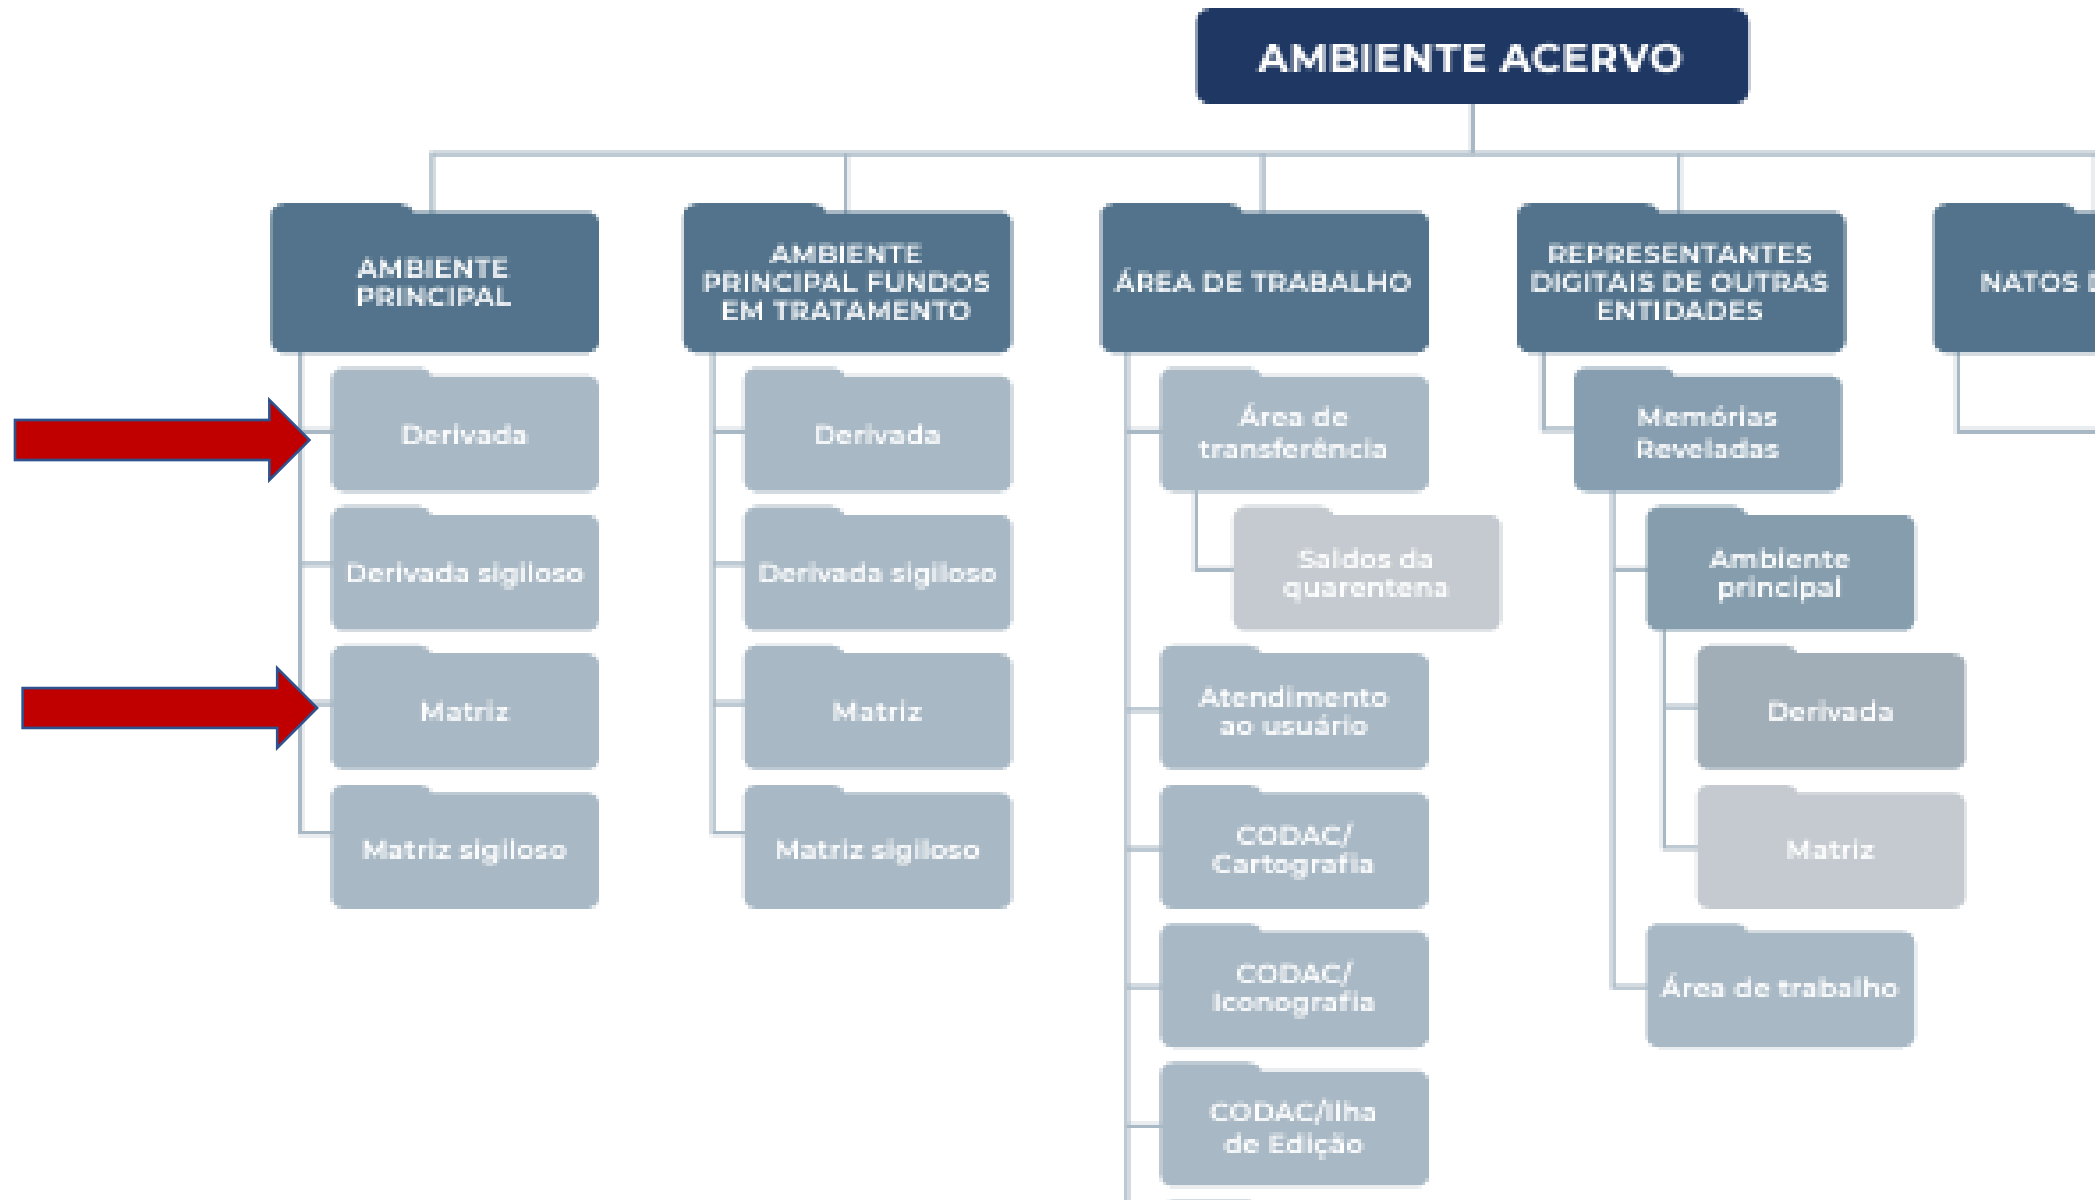 AMBIENTE ACERVO
AMBIENTE
PRINCIPAL
Derivada
Derivada sigiloso
Matriz
Matriz sigiloso
AMBIENTE
PRINCIPAL FUNDOS
EM TRATAMENTO
Derivada
Derivada sigiloso
Matriz
Matriz sigiloso
ÁREA DE TRABALHO
Área de
transferência
Saldos da
quarentena
Atendimento
ao usuário
CODAC/
Cartografia
CODAC/
Iconografia
CODAC/Ilha
de Edição
REPRESENTANTES
DIGITAIS DE OUTRAS
ENTIDADES
Memórias
Reveladas
Ambiente
principal
Derivada
Matriz
Área de trabalho
NATOS